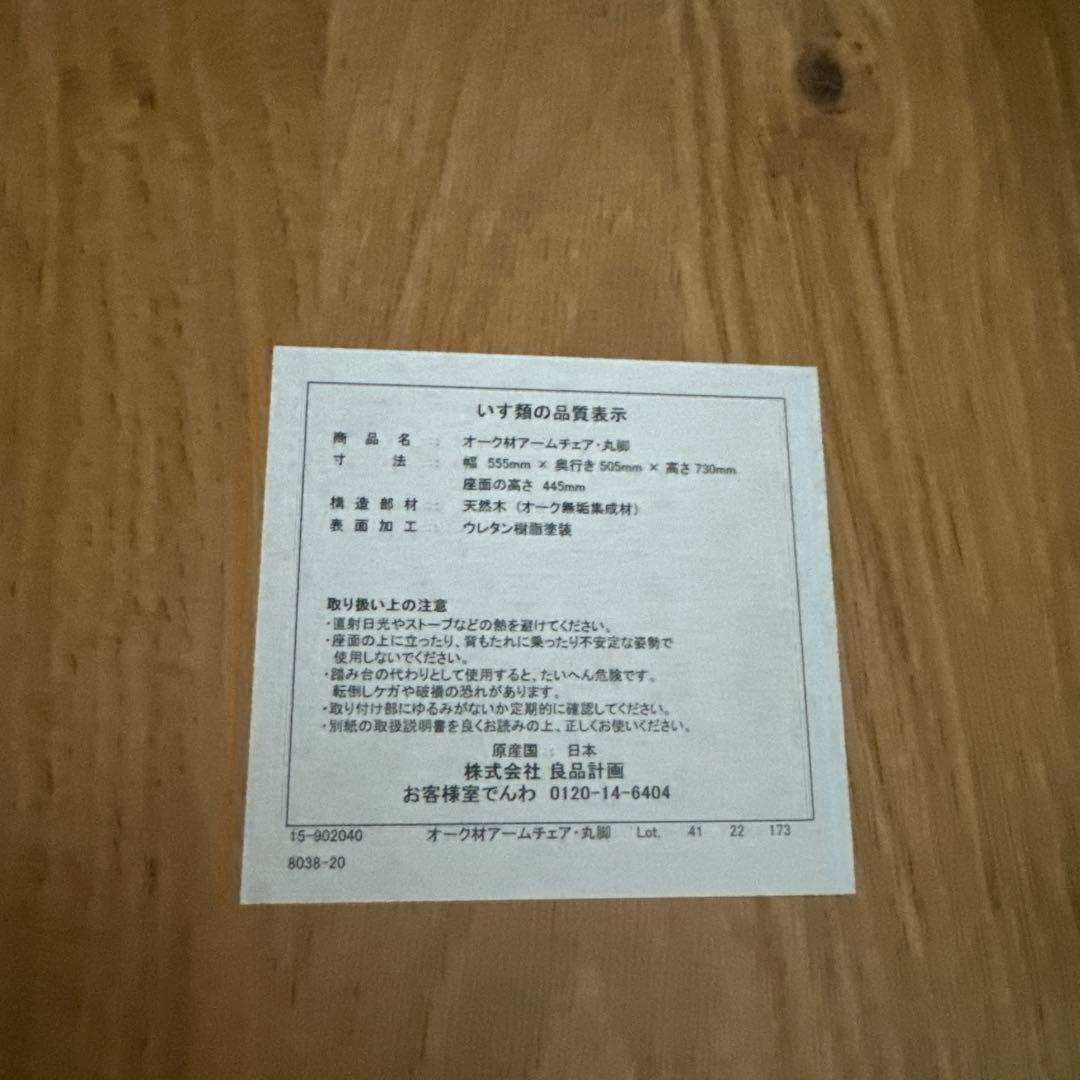 いす類の品質表示
商品名 : オーク材アームチェア・丸脚
寸法 : 幅 555mm × 奥行き 505mm × 高さ 730mm
座面の高さ 445mm
構造部材 : 天然木 (オーク無垢集成材)
表面加工 : ウレタン樹脂塗装
取り扱い上の注意
・直射日光やストーブなどの熱を避けてください。
・座面の上に立ったり、背もたれに乗ったり不安定な姿勢で
使用しないでください。
・踏み台の代わりとして使用すると、たいへん危険です。
転倒しケガや破損の恐れがあります。
・取り付け部にゆるみがないか定期的に確認してください。
・別紙の取扱説明書を良くお読みの上、正しくお使いください。
原産国 : 日本
株式会社 良品計画
お客様室でんわ 0120-14-6404
15-902040 オーク材アームチェア・丸脚 Lot. 41 22 173
8038-20